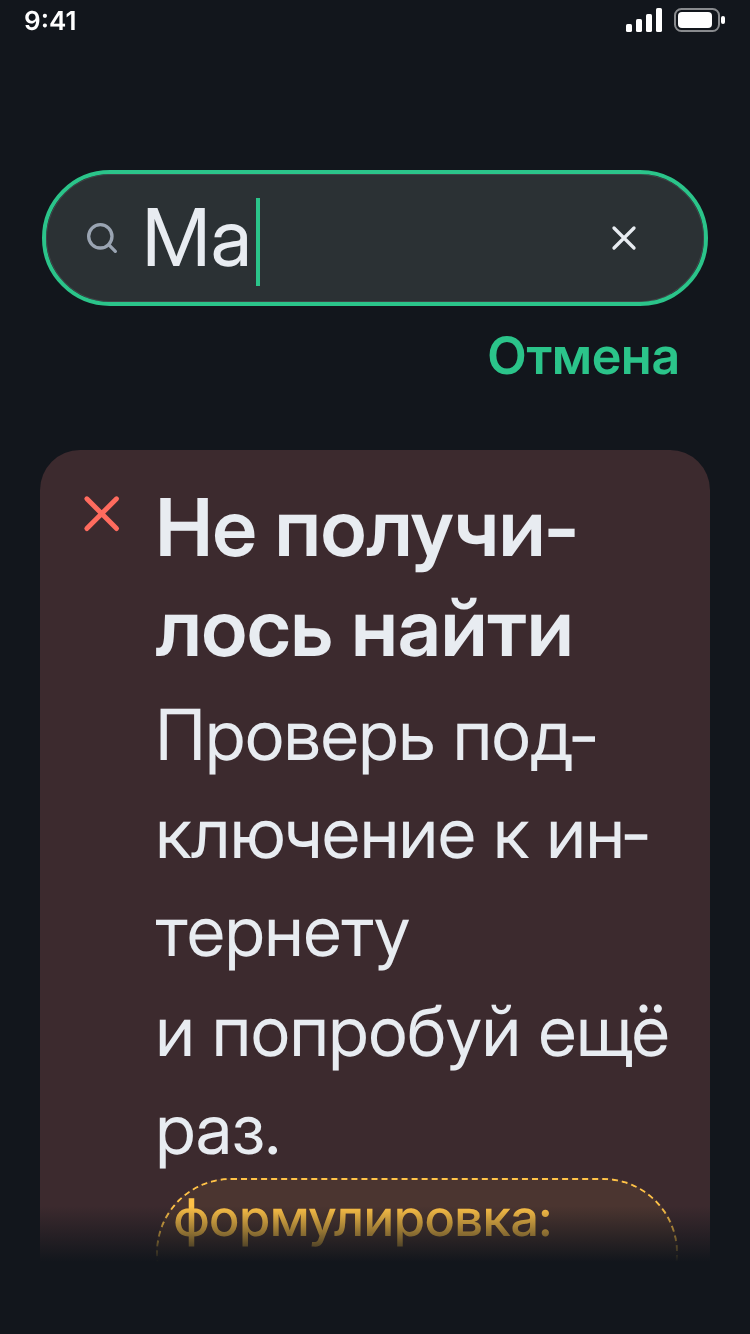 9:41
Ма
Отмена
Не получи-
лось найти
Проверь под-
ключение к ин-
тернету
и попробуй ещё
раз.
формулировка: